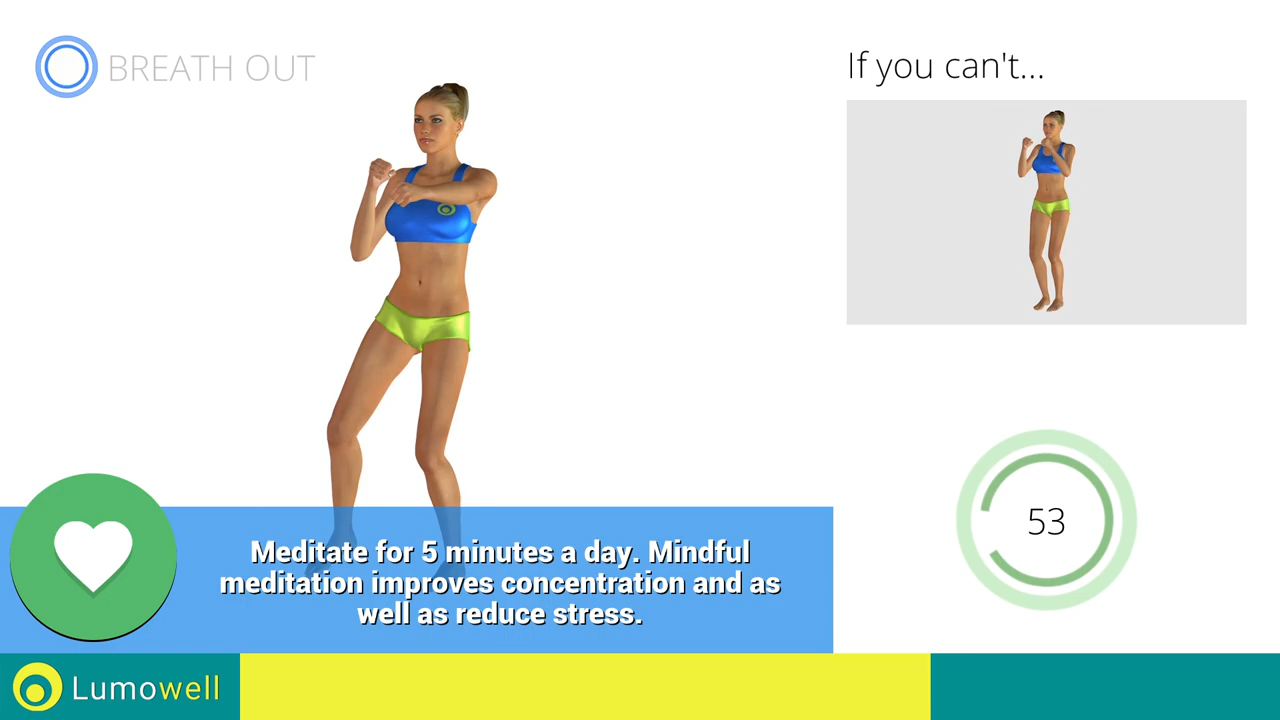 BREATH OUT
If you can't...
53
Meditate for 5 minutes a day. Mindful
meditation improves concentration and as
well as reduce stress.
Lumowell